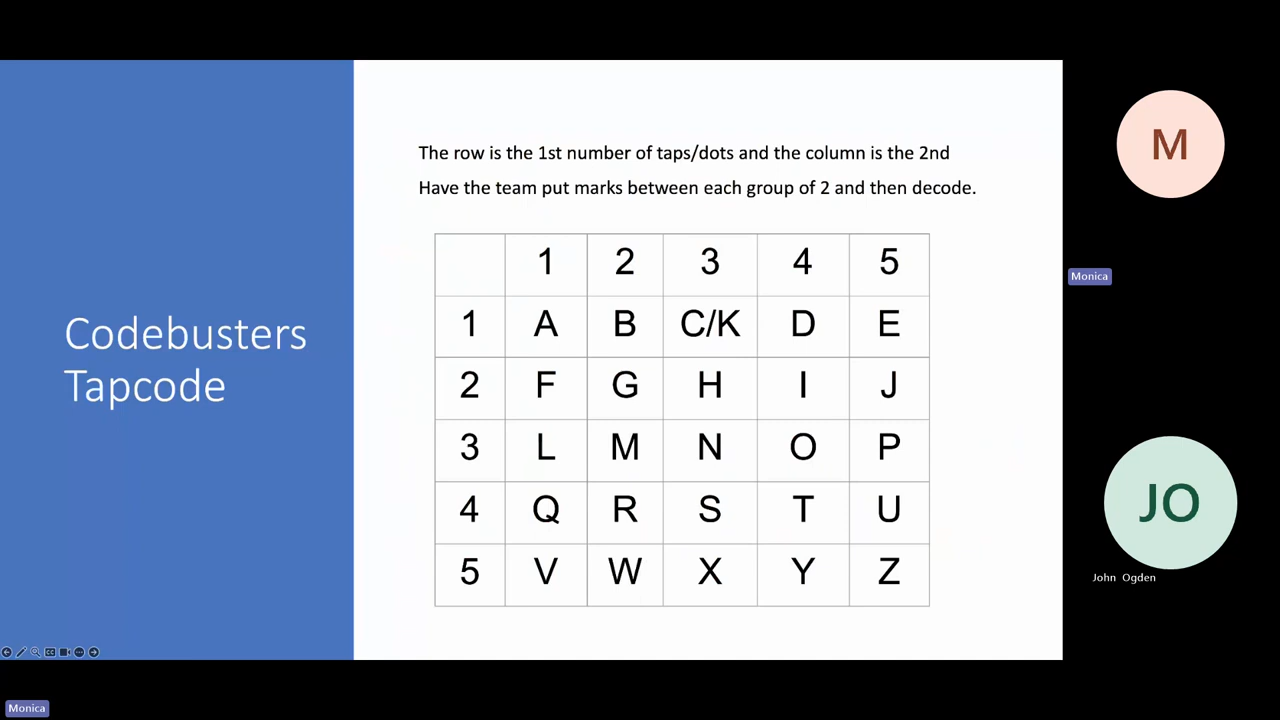 Codebusters
Tapcode
The row is the 1st number of taps/dots and the column is the 2nd
Have the team put marks between each group of 2 and then decode.
1 2 3 4 5
1 A B C/K D E
2 F G H I J
3 L M N O P
4 Q R S T U
5 V W X Y Z
M
Monica
JO
John Ogden
Monica